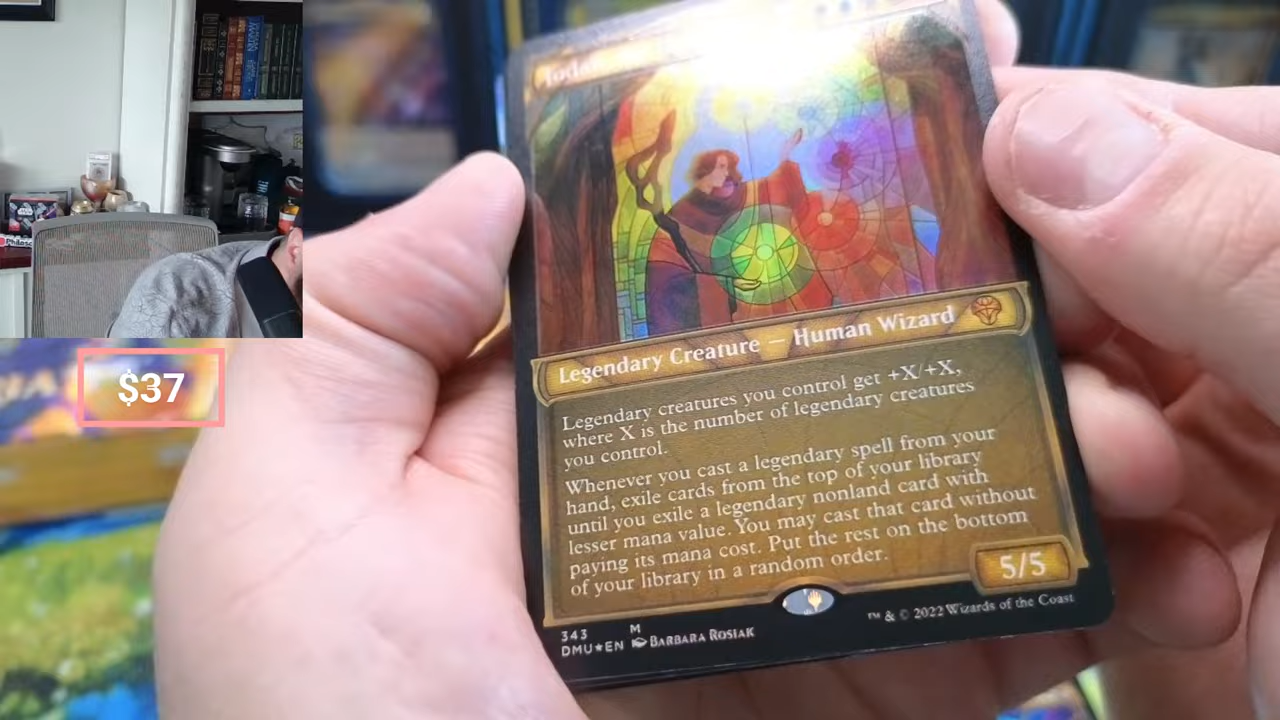 $37
Legendary Creature — Human Wizard
Legendary creatures you control get +X/+X,
where X is the number of legendary creatures
you control.
Whenever you cast a legendary spell from your
hand, exile cards from the top of your library
until you exile a legendary nonland card with
lesser mana value. You may cast that card without
paying its mana cost. Put the rest on the bottom
of your library in a random order.
5/5
343 M
DMU★EN BARBARA ROSIAK
™ & © 2022 Wizards of the Coast